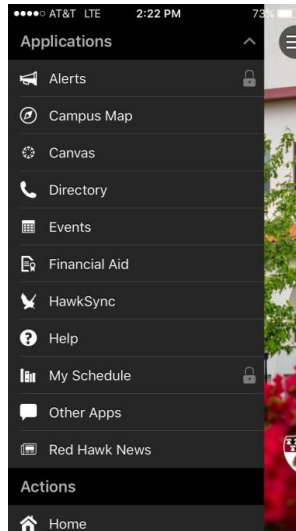 AT&T LTE 2:22 PM 73%
Applications
Alerts
Campus Map
Canvas
Directory
Events
Financial Aid
HawkSync
Help
My Schedule
Other Apps
Red Hawk News
Actions
Home